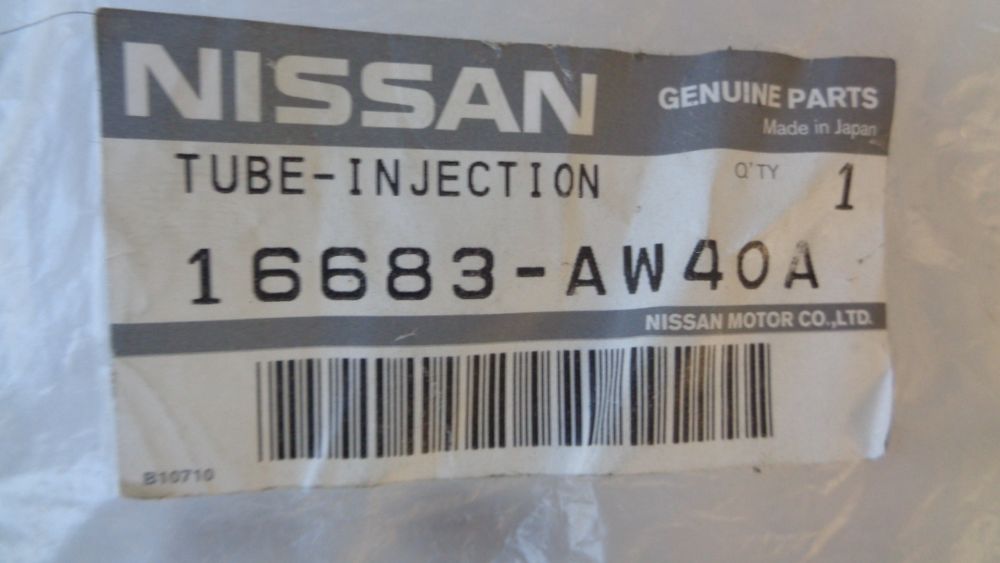 NISSAN
GENUINE PARTS
Made in Japan
TUBE-INJECTION
Q'TY 1
16683-AW40A
NISSAN MOTOR CO.,LTD.
B10710